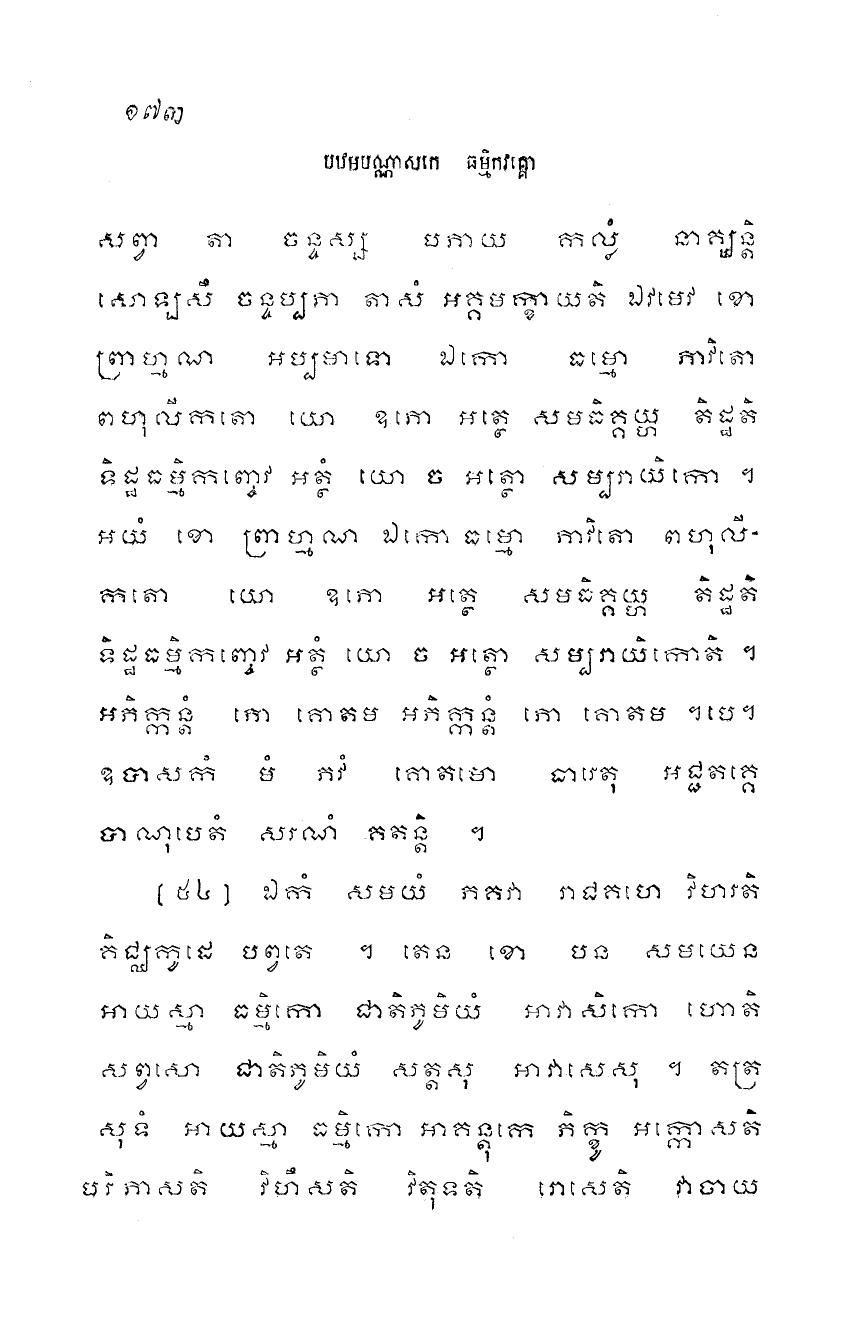 ១៧៣
បឋមបណ្ណាសកេ ធម្មិកវគ្គោ
សព្វា តា ចន្ទស្ស បភាយ កលំ្ល នាគ្ឃន្តិ
សោឡសឹ ចន្ទប្បភា តាសំ អគ្គមក្ខាយតិ ឯវមេវ ខោ
ព្រាហ្មណ អប្បមាទោ ឯកោ ធម្មោ ភាវិតោ
ពហុលីកតោ យោ ឧភោ អត្ថេ សមធិគ្គយ្ហ តិដ្ឋតិ
ទិដ្ឋធម្មិកញ្ចេវ អត្ថំ យោ ច អត្ថោ សម្បរាយិកោ ។
អយំ ខោ ព្រាហ្មណ ឯកោ ធម្មោ ភាវិតោ ពហុលី-
កតោ យោ ឧភោ អត្ថេ សមធិគ្គយ្ហ តិដ្ឋតិ
ទិដ្ឋធម្មិកញ្ចេវ អត្ថំ យោ ច អត្ថោ សម្បរាយិកោតិ ។
អភិក្កន្តំ ភោ គោតម អភិក្កន្តំ ភោ គោតម ។បេ។
ឧបាសកំ មំ ភវំ គោតមោ ធារេតុ អជ្ជតគ្គេ
បាណុបេតំ សរណំ គតន្តិ ។
[៥៤] ឯកំ សមយំ ភគវា រាជគហេ វិហរតិ
គិជ្ឈកូដេ បព្វតេ ។ តេន ខោ បន សមយេន
អាយស្មា ធម្មិកោ ជាតិភូមិយំ អាវាសិកោ ហោតិ
សព្វសោ ជាតិភូមិយំ សត្តសុ អាវាសេសុ ។ តត្រ
សុទំ អាយស្មា ធម្មិកោ អាគន្តុកេ ភិក្ខូ អក្កោសតិ
បរិភាសតិ វិហឹសតិ វិតុទតិ រោសេតិ វាចាយ